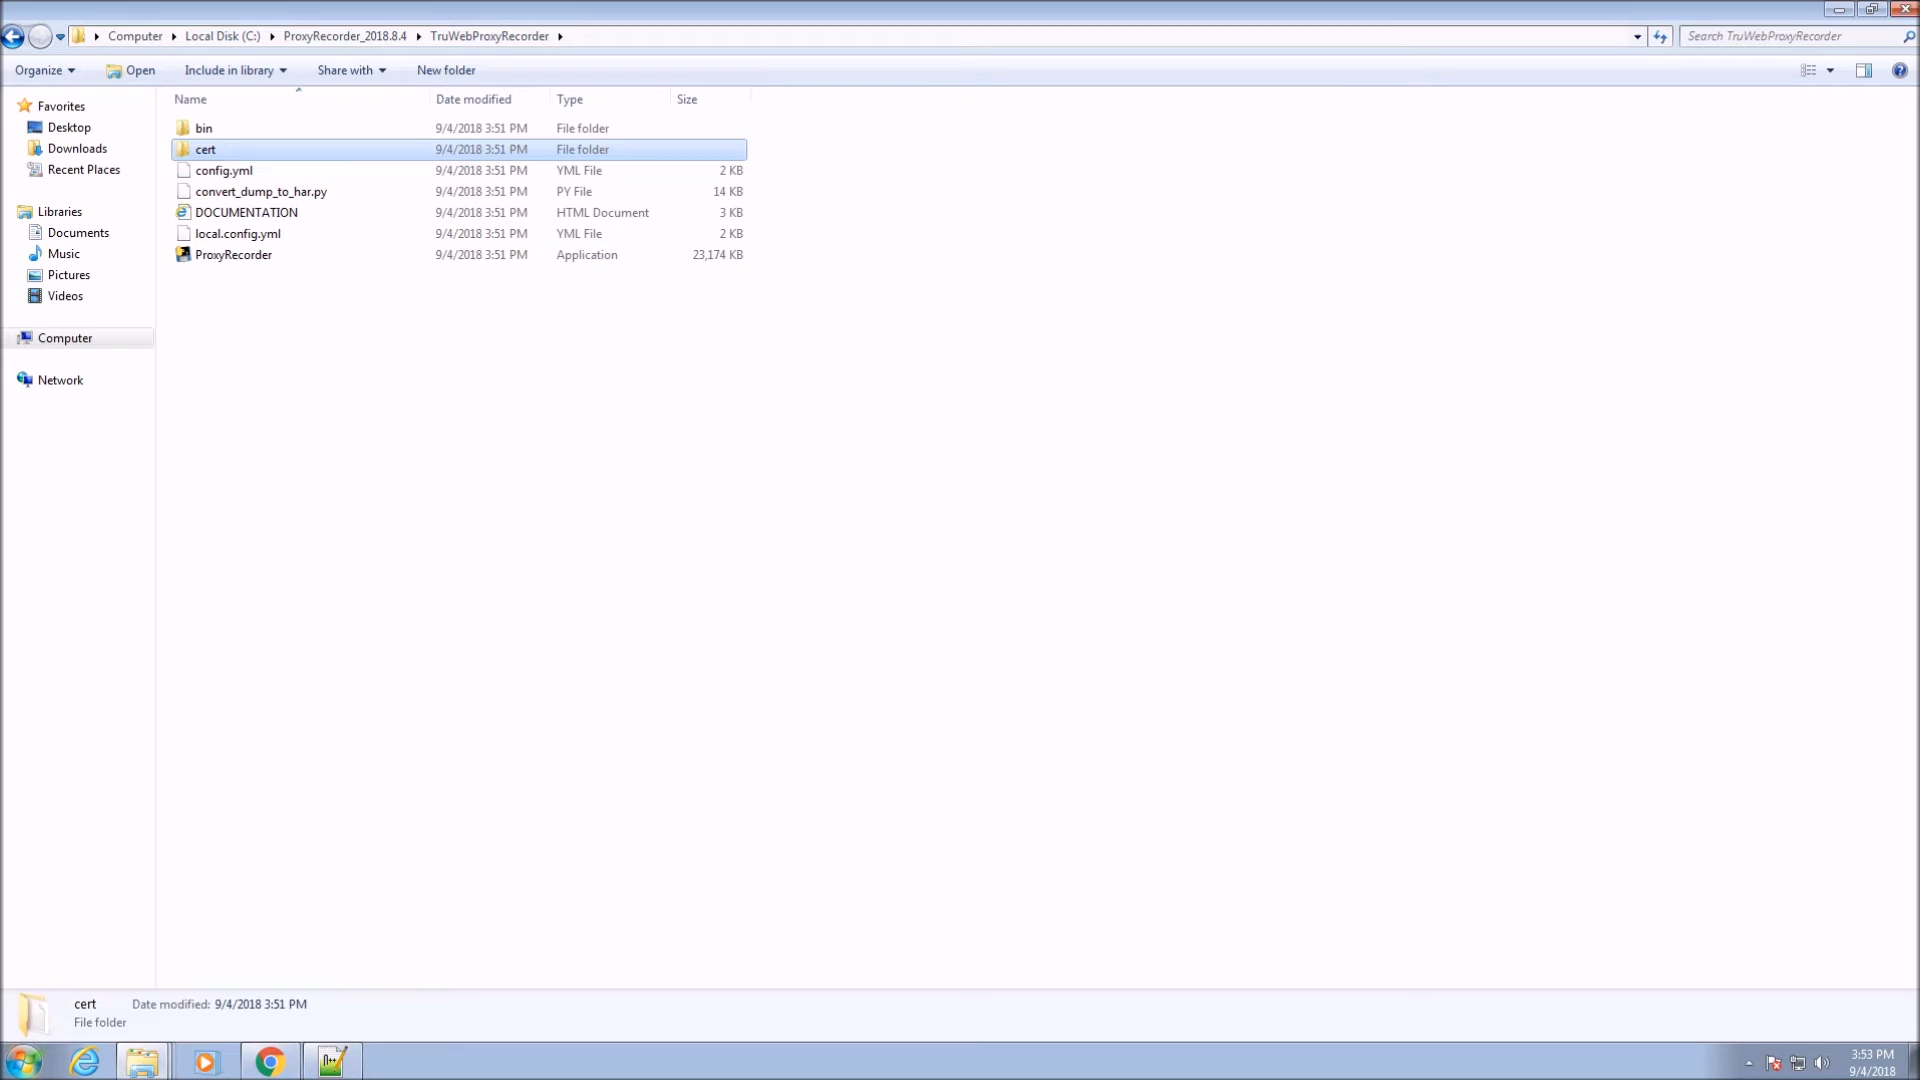 Computer Local Disk (C:) ProxyRecorder_2018.8.4 TruWebProxyRecorder Search TruWebProxyRecorder
Organize Open Include in library Share with New folder
Name Date modified Type Size
Favorites
Desktop
Downloads
Recent Places
Libraries
Documents
Music
Pictures
Videos
Computer
Network
bin 9/4/2018 3:51 PM File folder
cert 9/4/2018 3:51 PM File folder
config.yml 9/4/2018 3:51 PM YML File 2 KB
convert_dump_to_har.py 9/4/2018 3:51 PM PY File 14 KB
DOCUMENTATION 9/4/2018 3:51 PM HTML Document 3 KB
local.config.yml 9/4/2018 3:51 PM YML File 2 KB
ProxyRecorder 9/4/2018 3:51 PM Application 23,174 KB
cert Date modified: 9/4/2018 3:51 PM
File folder
3:53 PM
9/4/2018